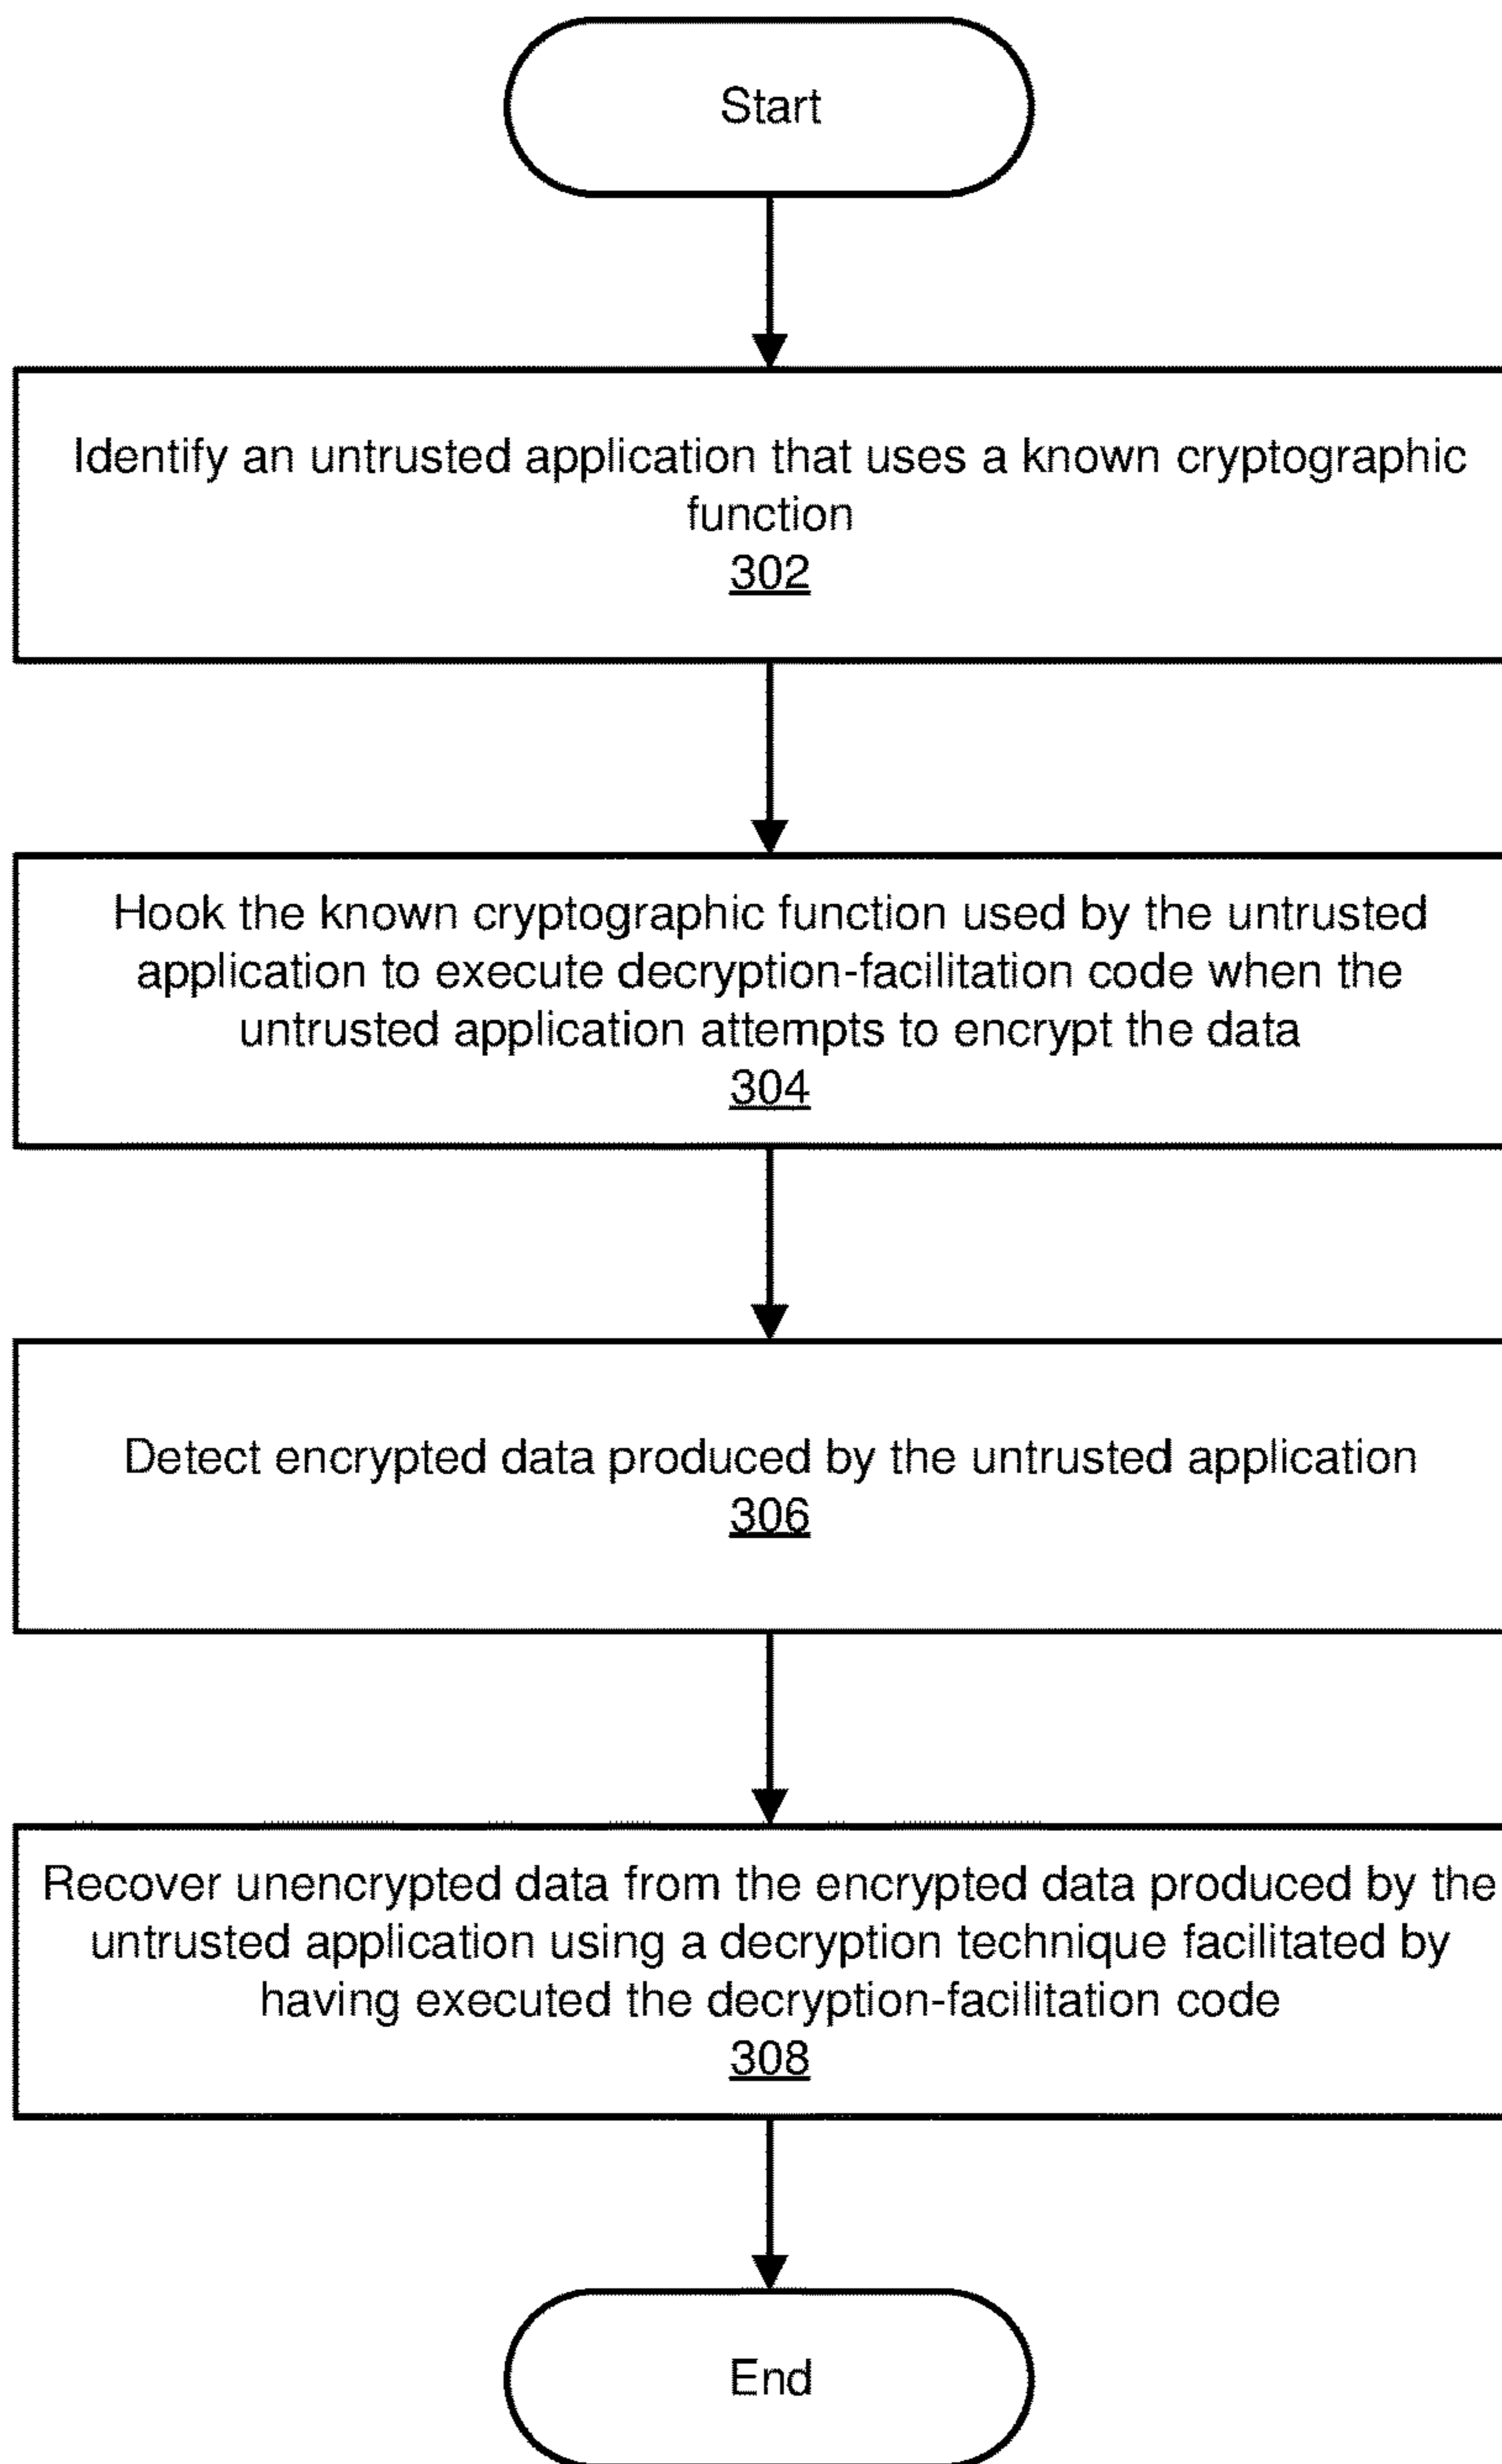 Start
Identify an untrusted application that uses a known cryptographic
function
302
Hook the known cryptographic function used by the untrusted
application to execute decryption-facilitation code when the
untrusted application attempts to encrypt the data
304
Detect encrypted data produced by the untrusted application
306
Recover unencrypted data from the encrypted data produced by the
untrusted application using a decryption technique facilitated by
having executed the decryption-facilitation code
308
End